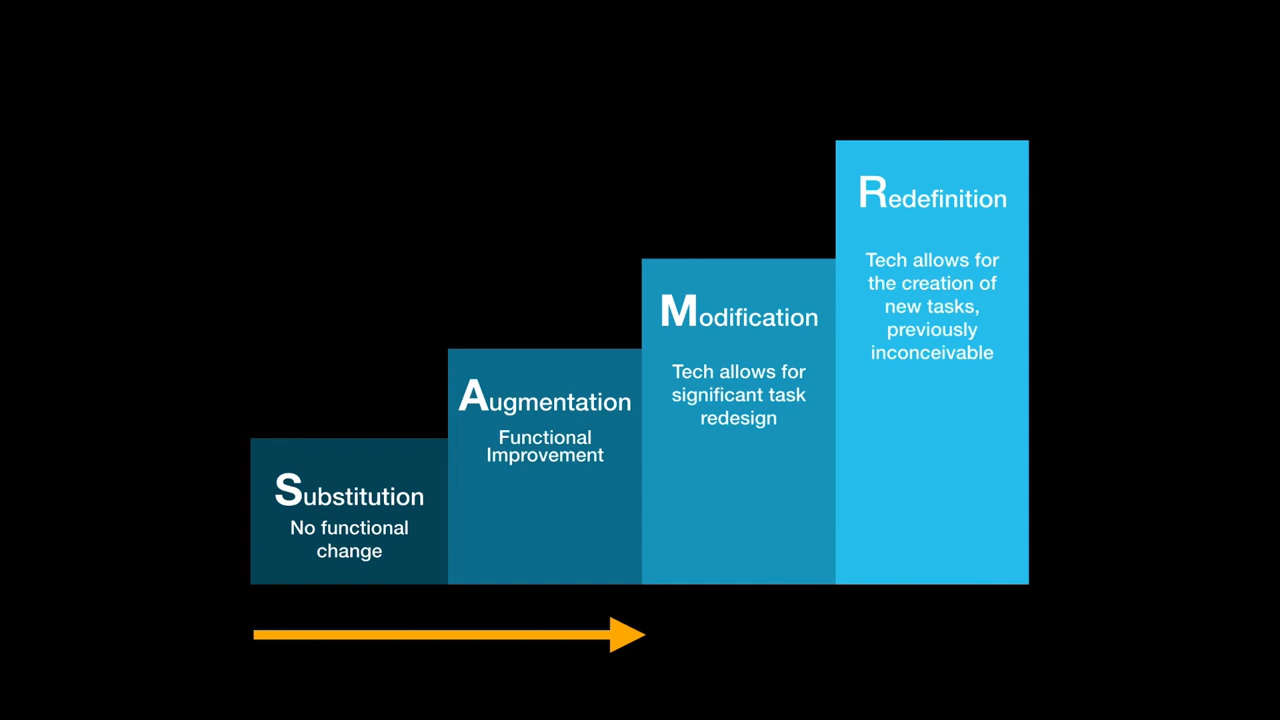 Substitution
No functional
change
Augmentation
Functional
Improvement
Modification
Tech allows for
significant task
redesign
Redefinition
Tech allows for
the creation of
new tasks,
previously
inconceivable